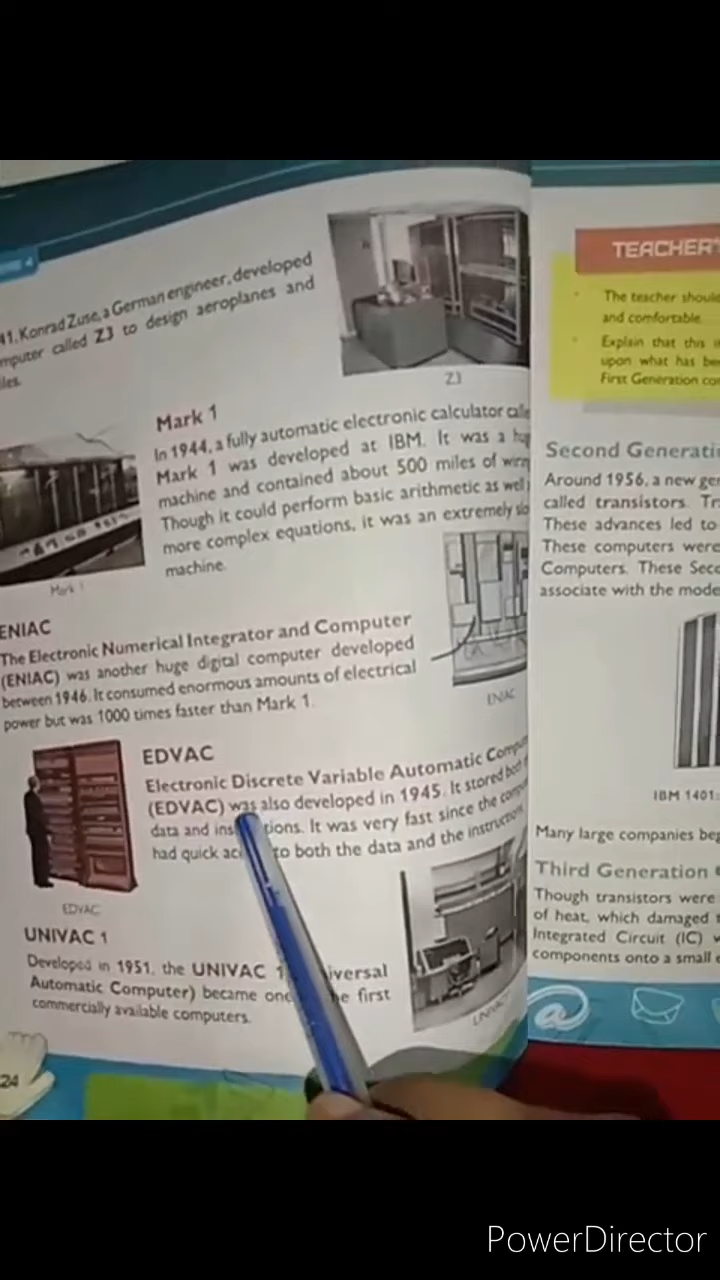 41. Konrad Zuse, a German engineer, developed
mputer called Z3 to design aeroplanes and
iles.
Z3
Mark 1
In 1944, a fully automatic electronic calculator calle
Mark 1 was developed at IBM. It was a hug
machine and contained about 500 miles of wiring
Though it could perform basic arithmetic as well
more complex equations, it was an extremely slo
machine.
Mark 1
ENIAC
The Electronic Numerical Integrator and Computer
(ENIAC) was another huge digital computer developed
between 1946. It consumed enormous amounts of electrical
power but was 1000 times faster than Mark 1.
ENIAC
EDVAC
Electronic Discrete Variable Automatic Compu
(EDVAC) was also developed in 1945. It stored both
data and ins tions. It was very fast since the
had quick ac to both the data and the instruction
EDVAC
UNIVAC 1
Developed in 1951, the UNIVAC 1 iversal
Automatic Computer) became one e first
commercially available computers.
UNIVAC
24
TEACHER'
The teacher should
and comfortable.
Explain that this i
upon what has be
First Generation co
Second Generati
Around 1956, a new ge
called transistors. Tr
These advances led to
These computers were
Computers. These Sec
associate with the mode
IBM 1401
Many large companies be
Third Generation
Though transistors were
of heat, which damaged
Integrated Circuit (IC)
components onto a small
PowerDirector